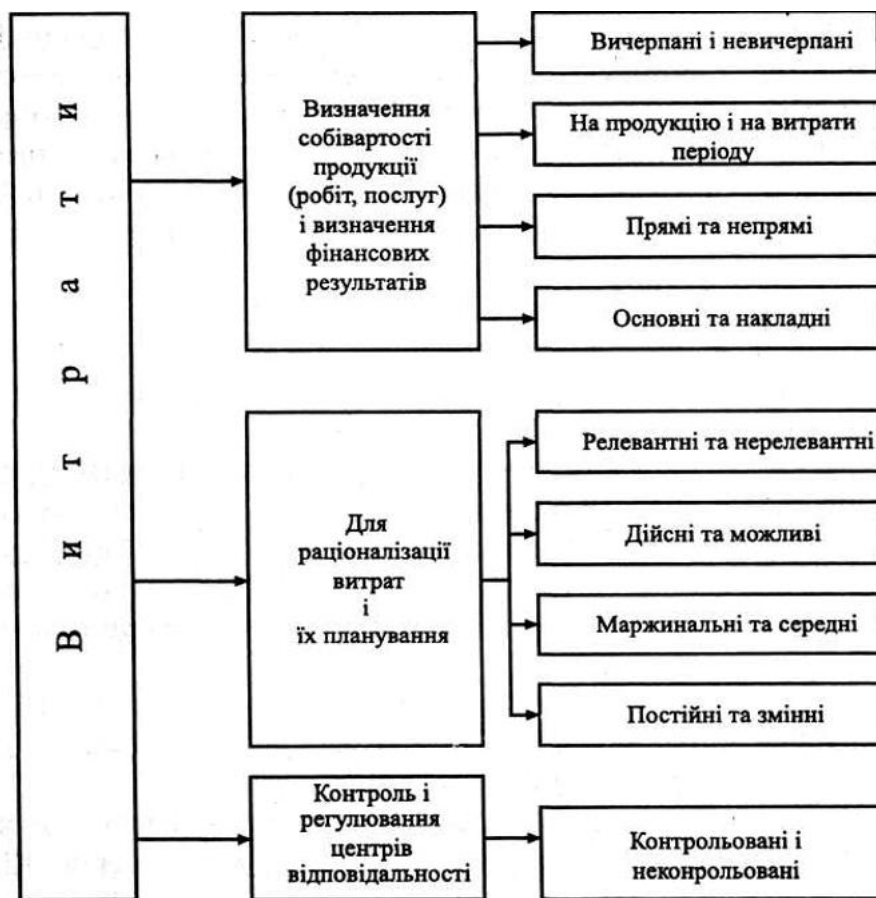 Витрати
Визначення
собівартості
продукції
(робіт, послуг)
і визначення
фінансових
результатів
Вичерпані і невичерпані
На продукцію і на витрати
періоду
Прямі та непрямі
Основні та накладні
Для
раціоналізації
витрат
і
їх планування
Релевантні та нерелевантні
Дійсні та можливі
Маржинальні та середні
Постійні та змінні
Контроль і
регулювання
центрів
відповідальності
Контрольовані і
неконрольовані